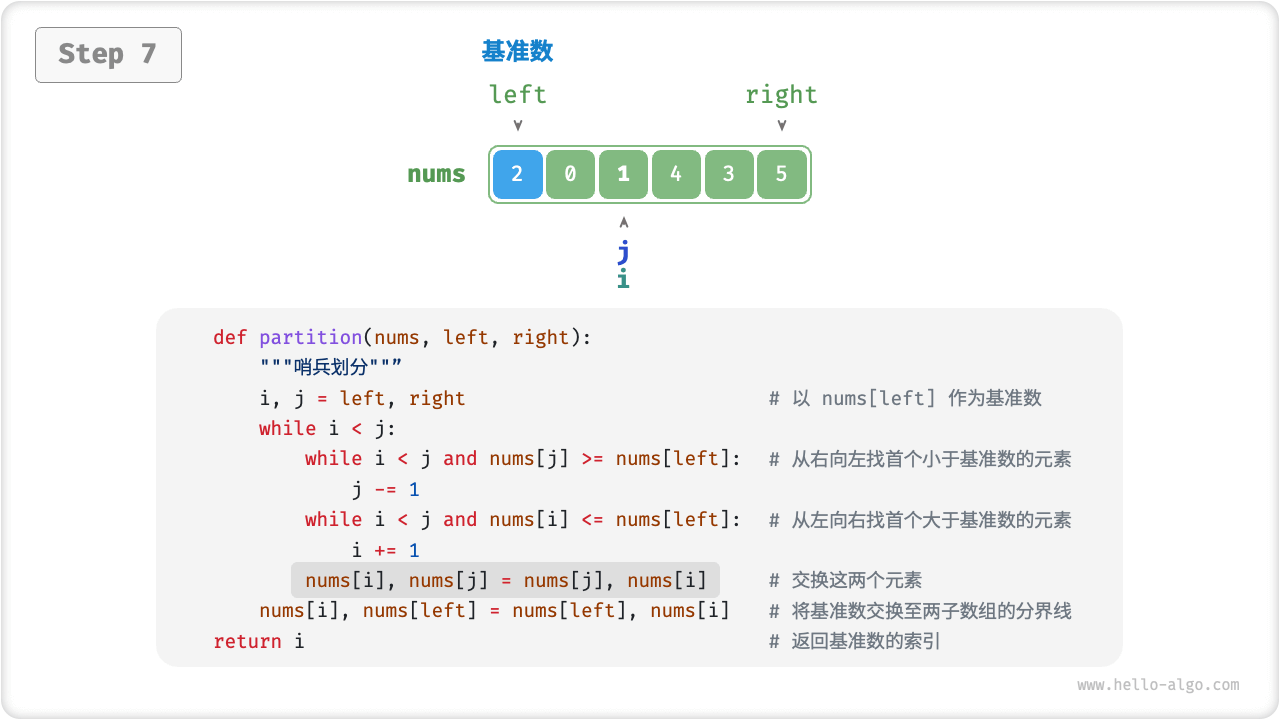 Step 7
基准数
left right
nums 2 0 1 4 3 5
j
i
def partition(nums, left, right):
    """哨兵划分""”
    i, j = left, right # 以 nums[left] 作为基准数
    while i < j:
        while i < j and nums[j] >= nums[left]: # 从右向左找首个小于基准数的元素
            j -= 1
        while i < j and nums[i] <= nums[left]: # 从左向右找首个大于基准数的元素
            i += 1
        nums[i], nums[j] = nums[j], nums[i] # 交换这两个元素
    nums[i], nums[left] = nums[left], nums[i] # 将基准数交换至两子数组的分界线
return i # 返回基准数的索引
www.hello-algo.com